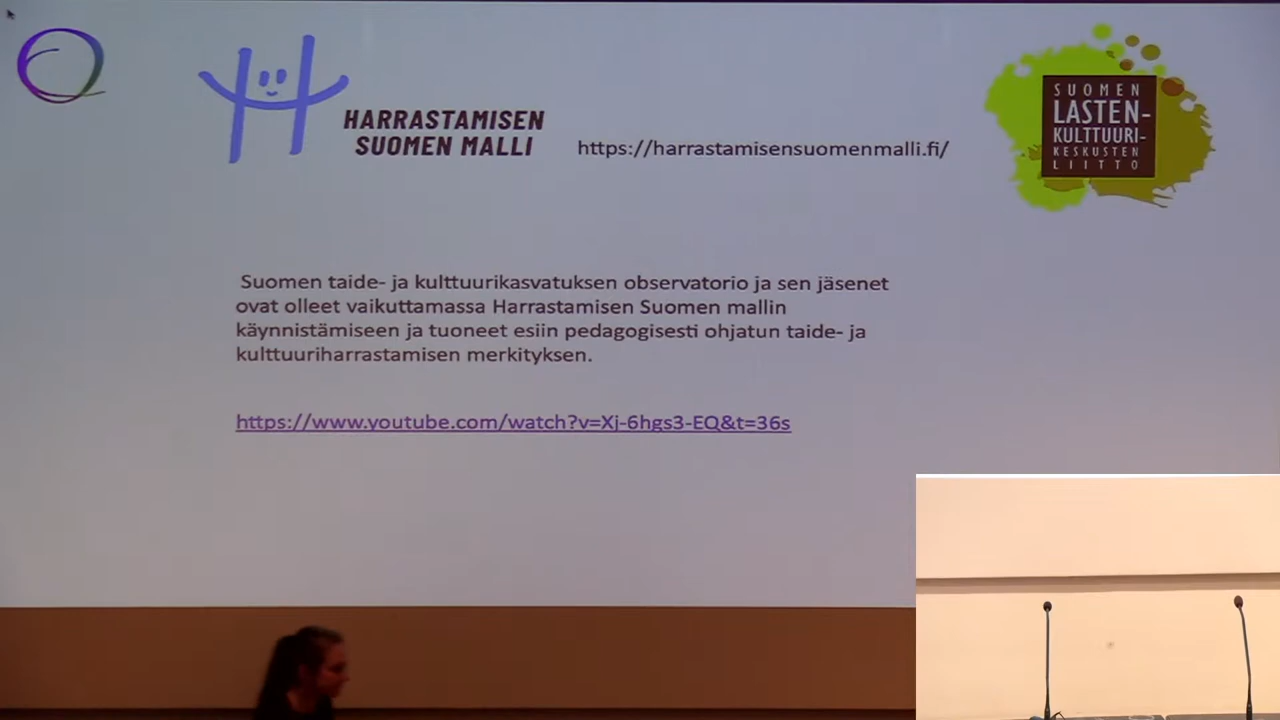 HARRASTAMISEN
SUOMEN MALLI
https://harrastamisensuomenmalli.fi/
SUOMEN
LASTEN-
KULTTUURI-
KESKUSTEN
LIITTO
Suomen taide- ja kulttuurikasvatuksen observatorio ja sen jäsenet
ovat olleet vaikuttamassa Harrastamisen Suomen mallin
käynnistämiseen ja tuoneet esiin pedagogisesti ohjatun taide- ja
kulttuuriharrastamisen merkityksen.
https://www.youtube.com/watch?v=Xj-6hgs3-EQ&t=36s